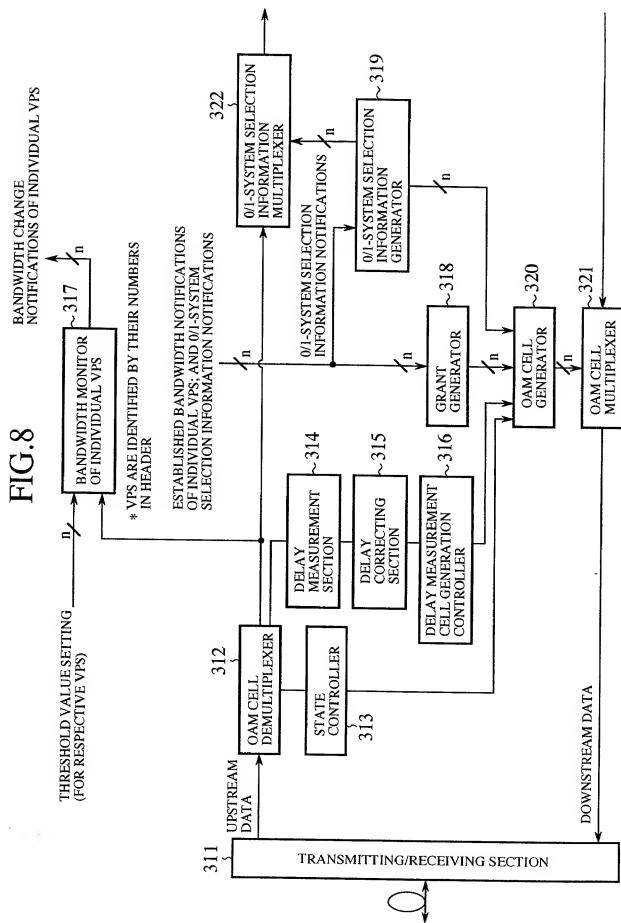 FIG.8
BANDWIDTH CHANGE
NOTIFICATIONS OF INDIVIDUAL VPS
n
317
BANDWIDTH MONITOR
OF INDIVIDUAL VPS
* VPS ARE IDENTIFIED BY THEIR NUMBERS
IN HEADER
THRESHOLD VALUE SETTING
(FOR RESPECTIVE VPS)
n
ESTABLISHED BANDWIDTH NOTIFICATIONS
OF INDIVIDUAL VPS; AND 0/1-SYSTEM
SELECTION INFORMATION NOTIFICATIONS
n
322
0/1-SYSTEM SELECTION
INFORMATION
MULTIPLEXER
n
0/1-SYSTEM SELECTION
INFORMATION NOTIFICATIONS
319
0/1-SYSTEM SELECTION
INFORMATION
GENERATOR
n
n
318
GRANT
GENERATOR
n
320
OAM CELL
GENERATOR
n
321
OAM CELL
MULTIPLEXER
312
OAM CELL
DEMULTIPLEXER
STATE
CONTROLLER
313
314
DELAY
MEASUREMENT
SECTION
315
DELAY
CORRECTING
SECTION
316
DELAY MEASUREMENT
CELL GENERATION
CONTROLLER
UPSTREAM
DATA
DOWNSTREAM DATA
311
TRANSMITTING/RECEIVING SECTION